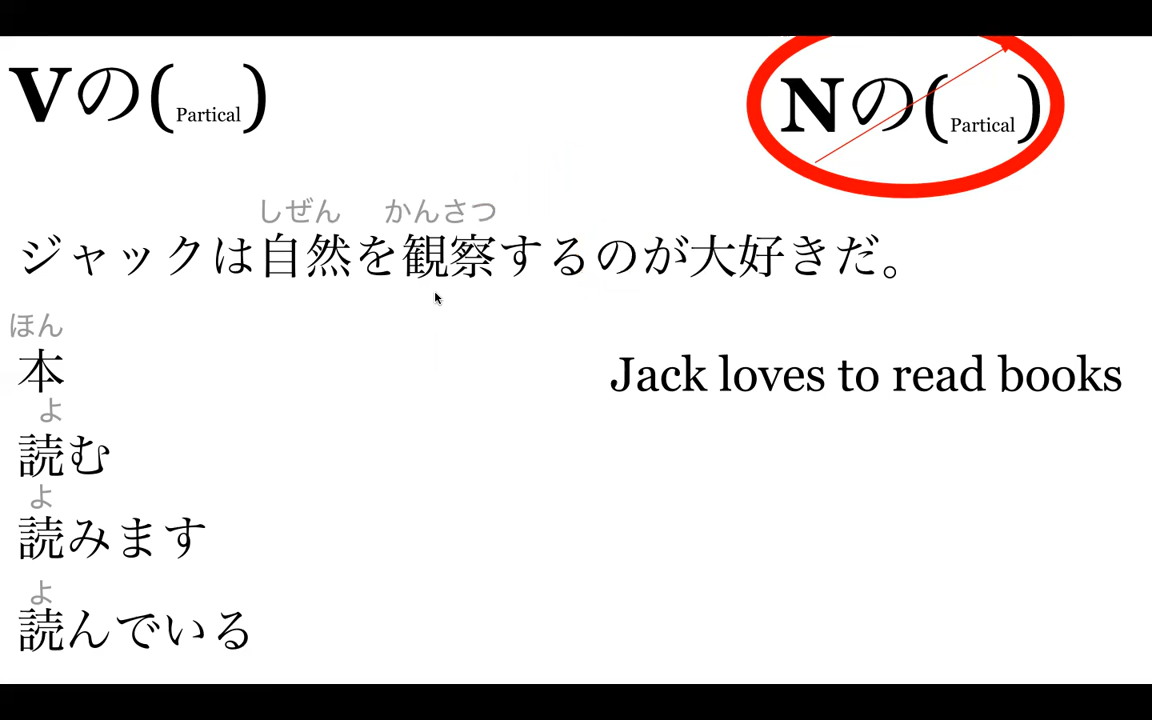 Vの(Partical)
Nの(Partical)
しぜん かんさつ
ジャックは自然を観察するのが大好きだ。
ほん
本
Jack loves to read books
よ
読む
よ
読みます
よ
読んでいる